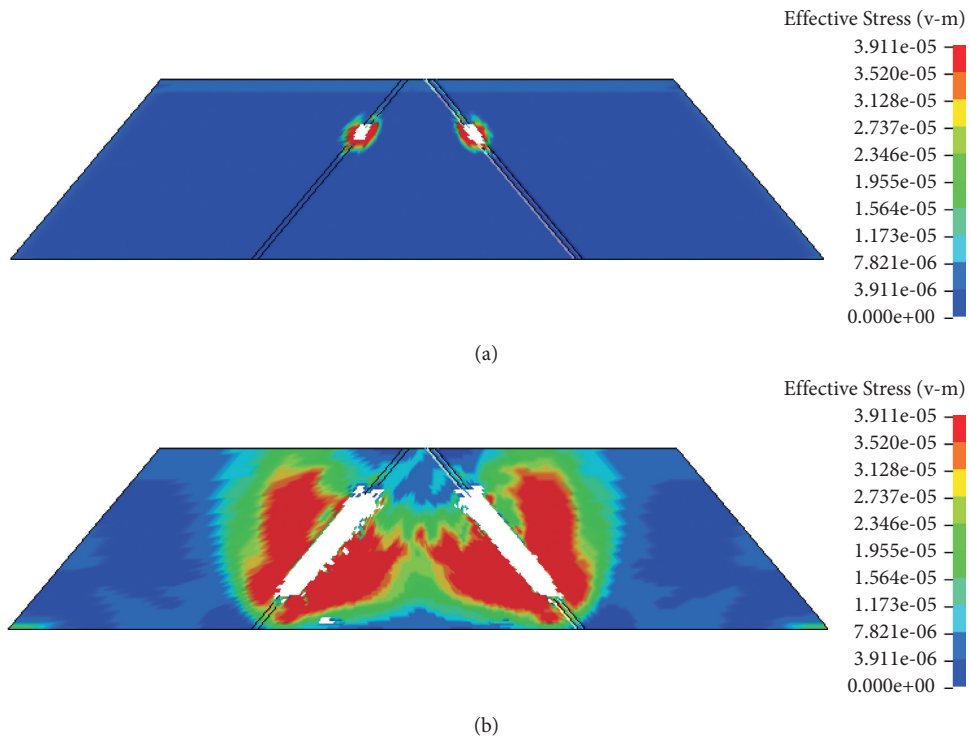 Effective Stress (v-m)
3.911e-05
3.520e-05
3.128e-05
2.737e-05
2.346e-05
1.955e-05
1.564e-05
1.173e-05
7.821e-06
3.911e-06
0.000e+00
(a)
Effective Stress (v-m)
3.911e-05
3.520e-05
3.128e-05
2.737e-05
2.346e-05
1.955e-05
1.564e-05
1.173e-05
7.821e-06
3.911e-06
0.000e+00
(b)